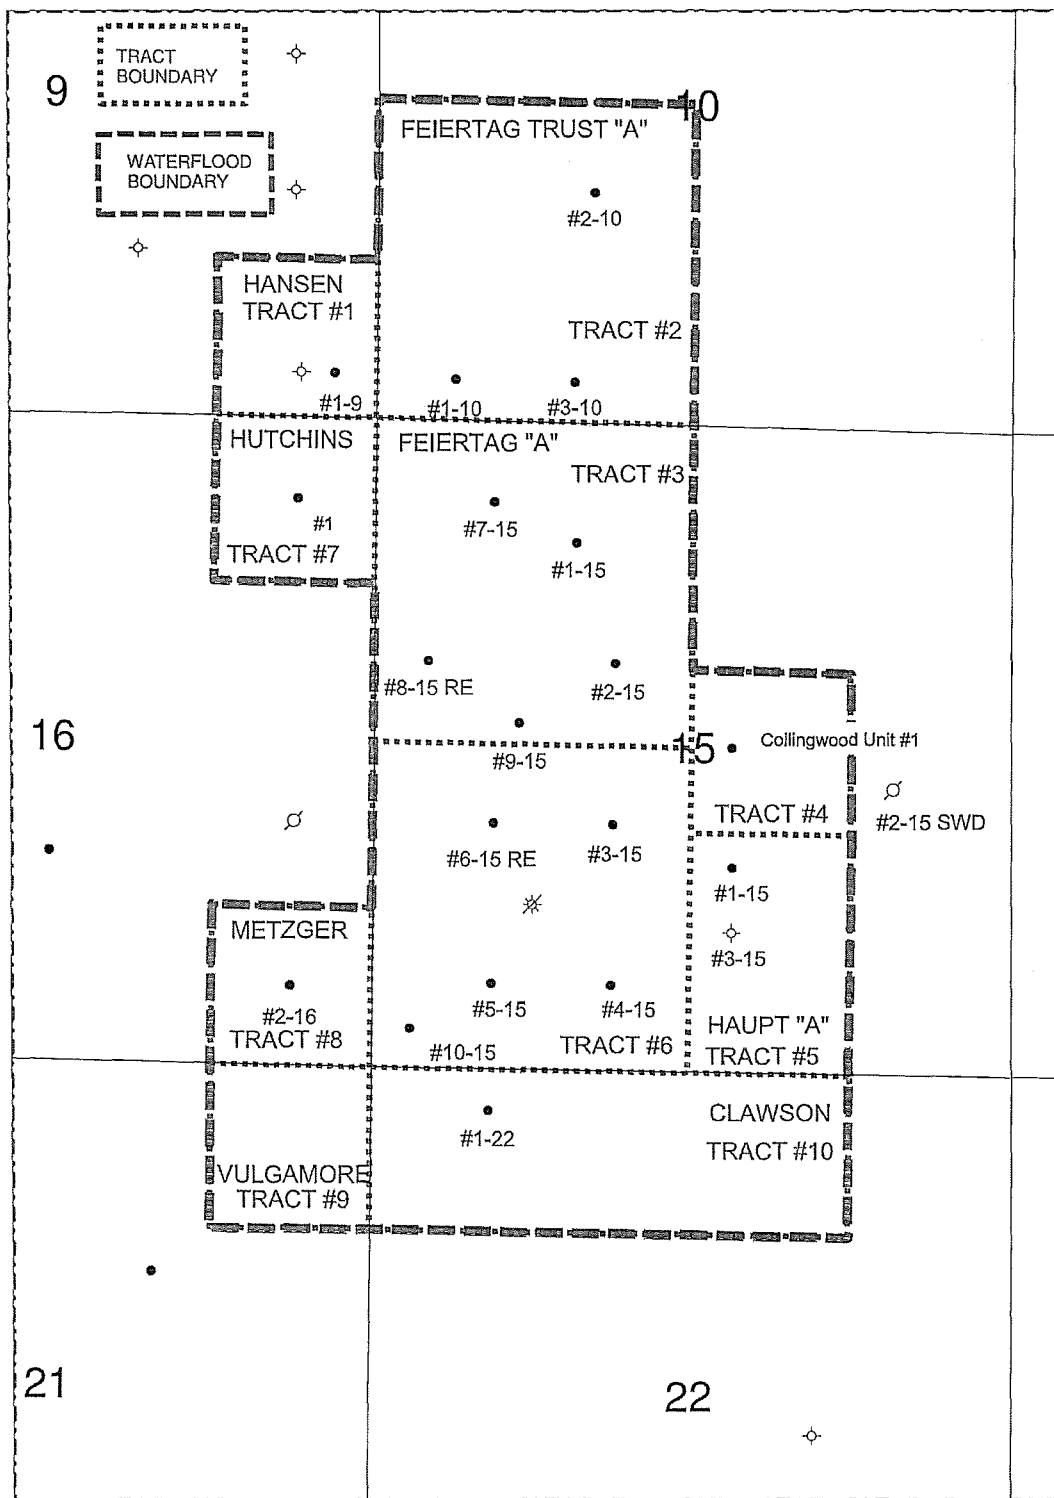 TRACT
BOUNDARY
9
10
FEIERTAG TRUST "A"
WATERFLOOD
BOUNDARY
#2-10
HANSEN
TRACT #1
TRACT #2
#1-9
#1-10
#3-10
HUTCHINS
FEIERTAG "A"
TRACT #3
#1
#7-15
TRACT #7
#1-15
#8-15 RE
#2-15
16
15
Collingwood Unit #1
#9-15
TRACT #4
#2-15 SWD
#6-15 RE
#3-15
#1-15
METZGER
#3-15
#2-16
TRACT #8
#5-15
#4-15
HAUPT "A"
#10-15
TRACT #6
TRACT #5
CLAWSON
#1-22
TRACT #10
VULGAMORE
TRACT #9
21
22